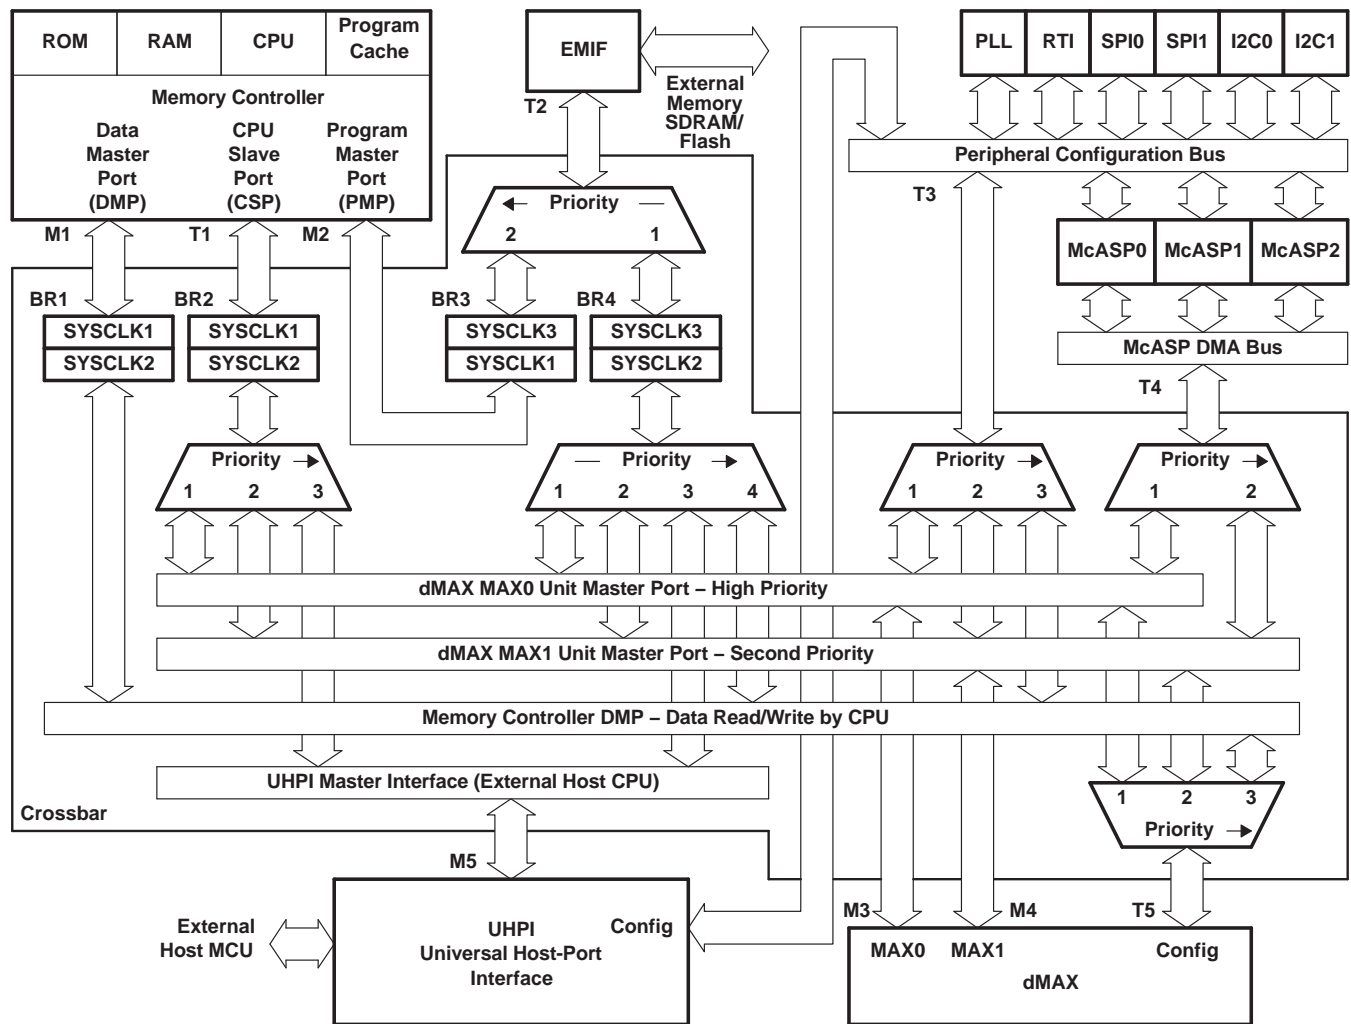 ROM
RAM
CPU
Program
Cache
Memory Controller
Data
Master
Port
(DMP)
CPU
Slave
Port
(CSP)
Program
Master
Port
(PMP)
EMIF
External
Memory
SDRAM/
Flash
PLL
RTI
SPI0
SPI1
I2C0
I2C1
Peripheral Configuration Bus
T2
T3
M1
T1
M2
Priority
2
1
McASP0
McASP1
McASP2
McASP DMA Bus
T4
BR1
SYSCLK1
SYSCLK2
BR2
SYSCLK1
SYSCLK2
BR3
SYSCLK3
SYSCLK1
BR4
SYSCLK3
SYSCLK2
Priority
1
2
3
Priority
1
2
3
4
Priority
1
2
3
Priority
1
2
dMAX MAX0 Unit Master Port – High Priority
dMAX MAX1 Unit Master Port – Second Priority
Memory Controller DMP – Data Read/Write by CPU
UHPI Master Interface (External Host CPU)
1
2
3
Priority
Crossbar
M5
M3
M4
T5
External
Host MCU
UHPI
Universal Host-Port
Interface
Config
MAX0
MAX1
Config
dMAX